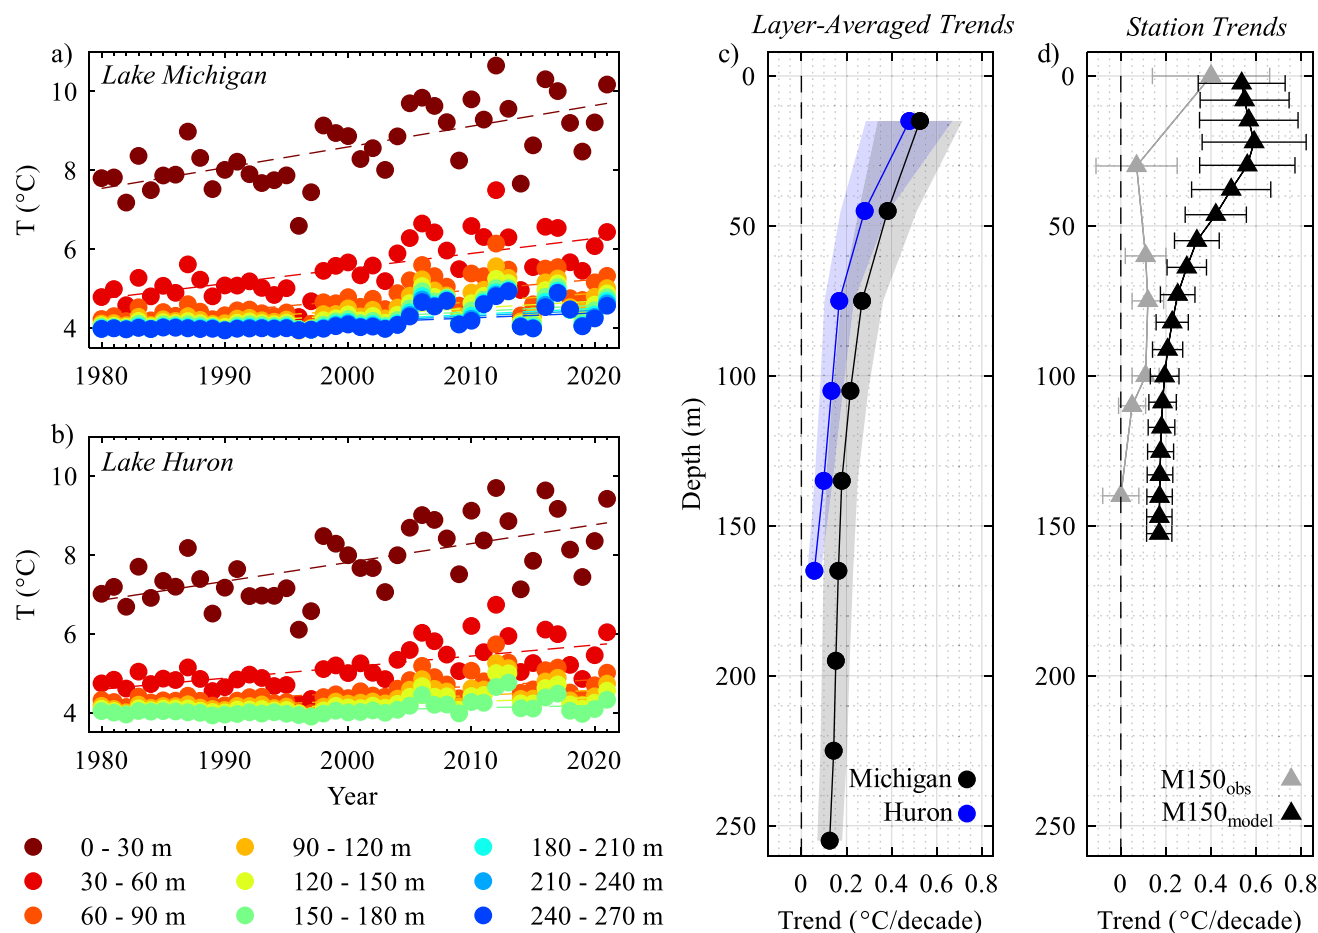 a)
Lake Michigan
T (°C)
10
8
6
4
1980
1990
2000
2010
2020
b)
Lake Huron
T (°C)
10
8
6
4
1980
1990
2000
2010
2020
Year
0 - 30 m
30 - 60 m
60 - 90 m
90 - 120 m
120 - 150 m
150 - 180 m
180 - 210 m
210 - 240 m
240 - 270 m
Layer-Averaged Trends
c)
Depth (m)
0
50
100
150
200
250
Michigan
Huron
0
0.2
0.4
0.6
0.8
Trend (°C/decade)
Station Trends
d)
0
50
100
150
200
250
M150obs
M150model
0
0.2
0.4
0.6
0.8
Trend (°C/decade)